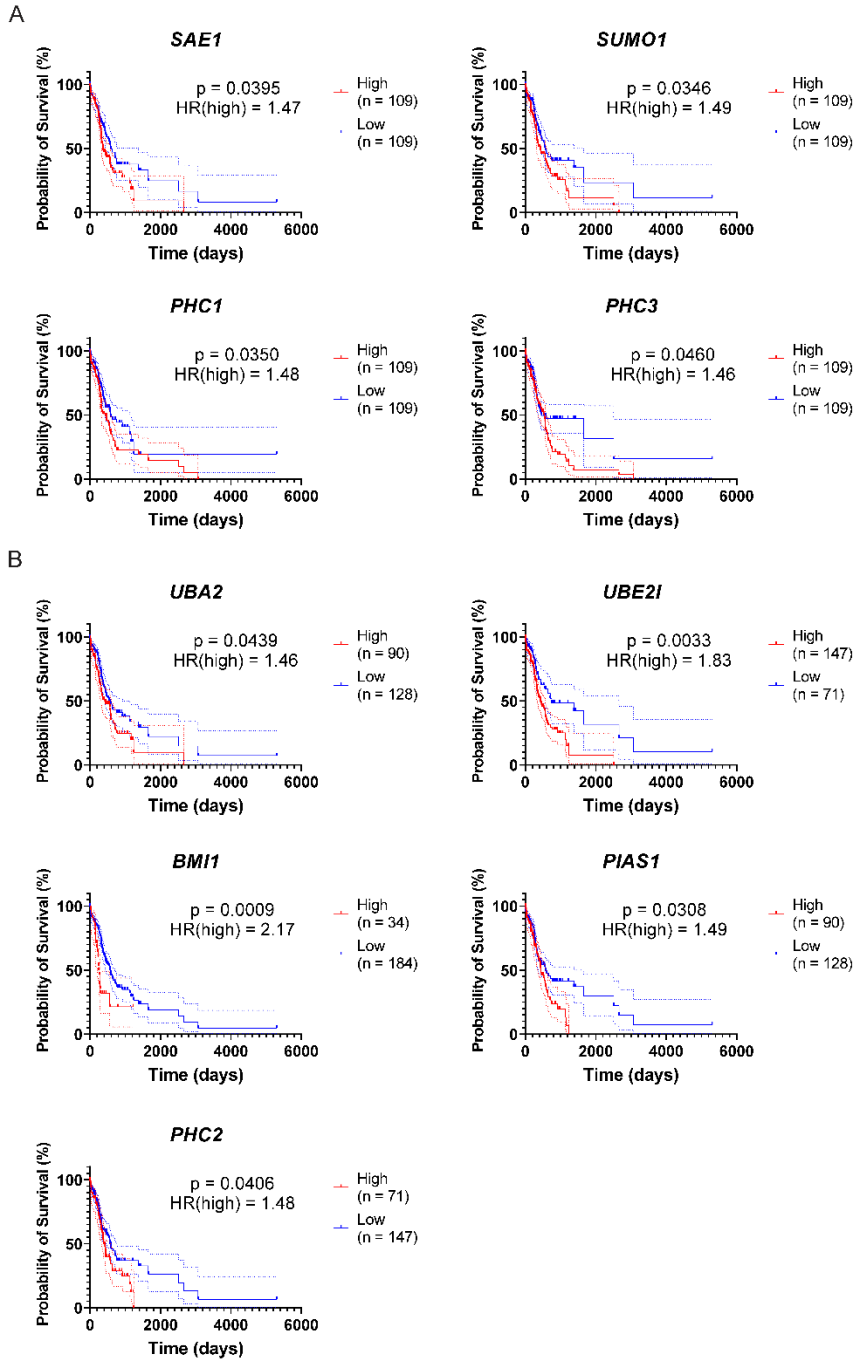 A
SAE1
Probability of Survival (%)
100
50
0
p = 0.0395
HR(high) = 1.47
High
(n = 109)
Low
(n = 109)
0 2000 4000 6000
Time (days)
SUMO1
Probability of Survival (%)
100
50
0
p = 0.0346
HR(high) = 1.49
High
(n = 109)
Low
(n = 109)
0 2000 4000 6000
Time (days)
PHC1
Probability of Survival (%)
100
50
0
p = 0.0350
HR(high) = 1.48
High
(n = 109)
Low
(n = 109)
0 2000 4000 6000
Time (days)
PHC3
Probability of Survival (%)
100
50
0
p = 0.0460
HR(high) = 1.46
High
(n = 109)
Low
(n = 109)
0 2000 4000 6000
Time (days)
B
UBA2
Probability of Survival (%)
100
50
0
p = 0.0439
HR(high) = 1.46
High
(n = 90)
Low
(n = 128)
0 2000 4000 6000
Time (days)
UBE2I
Probability of Survival (%)
100
50
0
p = 0.0033
HR(high) = 1.83
High
(n = 147)
Low
(n = 71)
0 2000 4000 6000
Time (days)
BMI1
Probability of Survival (%)
100
50
0
p = 0.0009
HR(high) = 2.17
High
(n = 34)
Low
(n = 184)
0 2000 4000 6000
Time (days)
PIAS1
Probability of Survival (%)
100
50
0
p = 0.0308
HR(high) = 1.49
High
(n = 90)
Low
(n = 128)
0 2000 4000 6000
Time (days)
PHC2
Probability of Survival (%)
100
50
0
p = 0.0406
HR(high) = 1.48
High
(n = 71)
Low
(n = 147)
0 2000 4000 6000
Time (days)